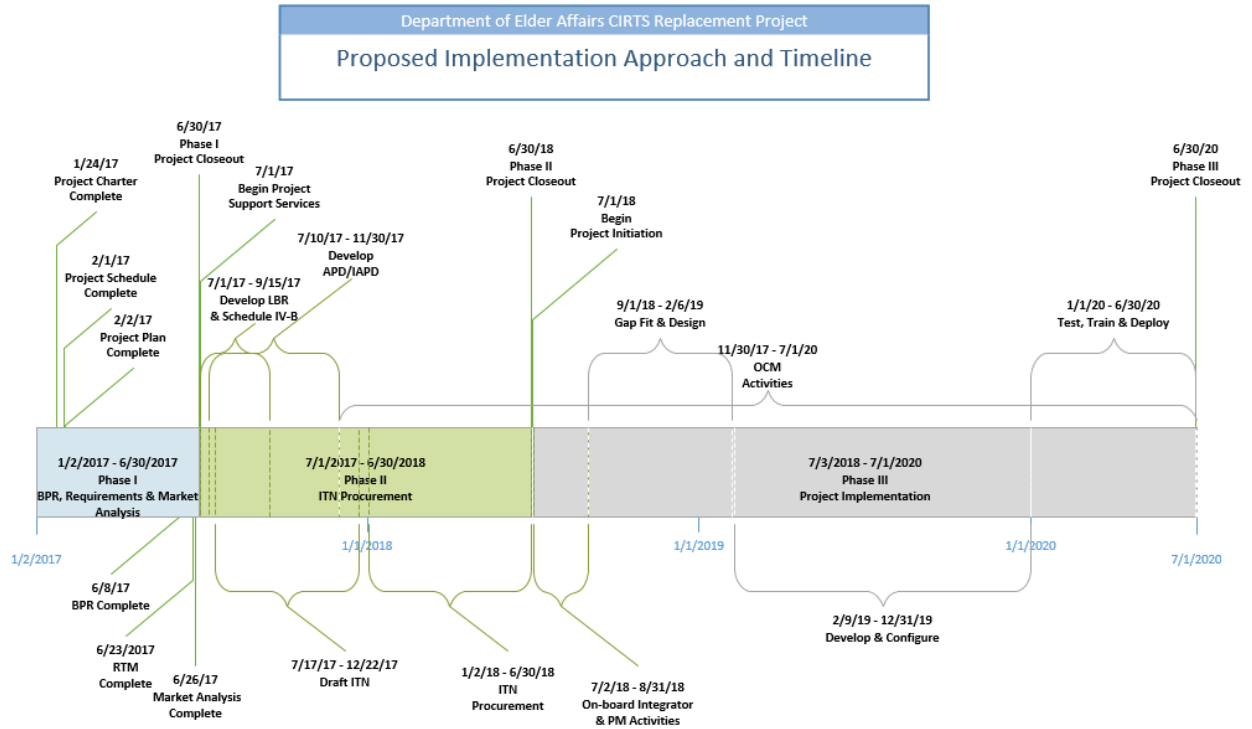 Department of Elder Affairs CIRTS Replacement Project
Proposed Implementation Approach and Timeline
6/30/17
Phase I
Project Closeout
1/24/17
Project Charter
Complete
7/1/17
Begin Project
Support Services
6/30/18
Phase II
Project Closeout
6/30/20
Phase III
Project Closeout
7/1/18
Begin
Project Initiation
7/10/17 - 11/30/17
Develop
APD/IAPD
2/1/17
Project Schedule
Complete
7/1/17 - 9/15/17
Develop LBR
& Schedule IV-B
2/2/17
Project Plan
Complete
9/1/18 - 2/6/19
Gap Fit & Design
1/1/20 - 6/30/20
Test, Train & Deploy
11/30/17 - 7/1/20
OCM
Activities
1/2/2017 - 6/30/2017
Phase I
BPR, Requirements & Market
Analysis
7/1/2017 - 6/30/2018
Phase II
ITN Procurement
7/3/2018 - 7/1/2020
Phase III
Project Implementation
1/2/2017
1/1/2018
1/1/2019
1/1/2020
7/1/2020
6/8/17
BPR Complete
6/23/2017
RTM
Complete
6/26/17
Market Analysis
Complete
7/17/17 - 12/22/17
Draft ITN
1/2/18 - 6/30/18
ITN
Procurement
7/2/18 - 8/31/18
On-board Integrator
& PM Activities
2/9/19 - 12/31/19
Develop & Configure